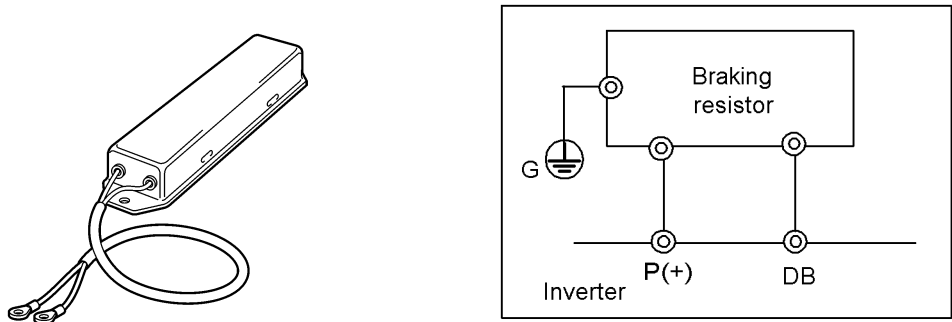 Braking
resistor
G
P(+)
DB
Inverter